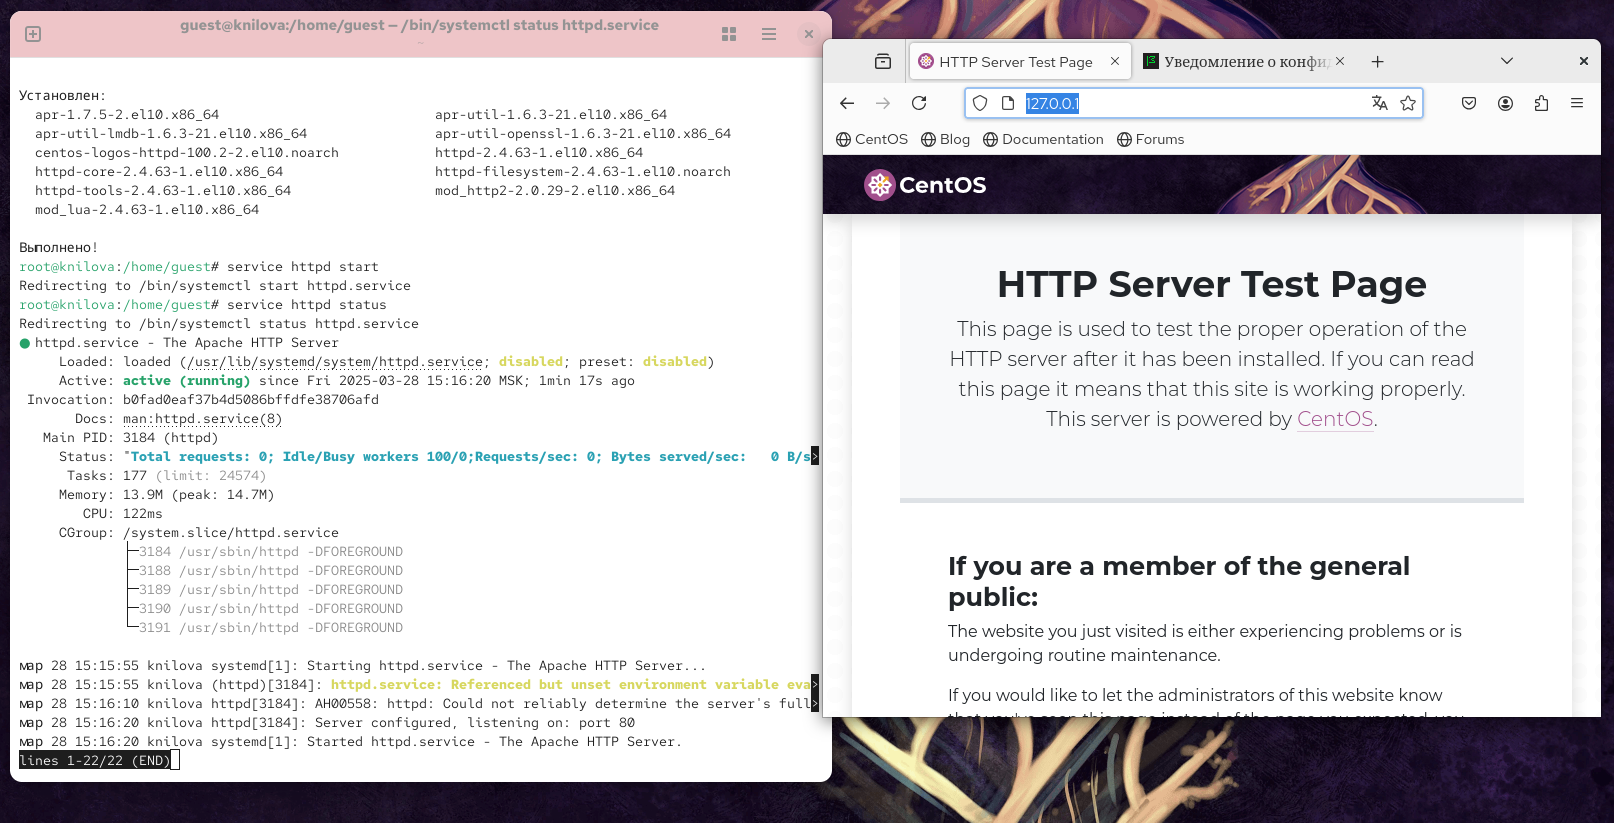 guest@knilova:/home/guest — /bin/systemctl status httpd.service
Установлен:
apr-1.7.5-2.el10.x86_64 apr-util-1.6.3-21.el10.x86_64
apr-util-lmdb-1.6.3-21.el10.x86_64 apr-util-openssl-1.6.3-21.el10.x86_64
centos-logos-httpd-100.2-2.el10.noarch httpd-2.4.63-1.el10.x86_64
httpd-core-2.4.63-1.el10.x86_64 httpd-filesystem-2.4.63-1.el10.noarch
httpd-tools-2.4.63-1.el10.x86_64 mod_http2-2.0.29-2.el10.x86_64
mod_lua-2.4.63-1.el10.x86_64
Выполнено!
root@knilova:/home/guest# service httpd start
Redirecting to /bin/systemctl start httpd.service
root@knilova:/home/guest# service httpd status
Redirecting to /bin/systemctl status httpd.service
● httpd.service - The Apache HTTP Server
Loaded: loaded (/usr/lib/systemd/system/httpd.service; disabled; preset: disabled)
Active: active (running) since Fri 2025-03-28 15:16:20 MSK; 1min 17s ago
Invocation: b0fad0eaf37b4d5086bffdfe38706afd
Docs: man:httpd.service(8)
Main PID: 3184 (httpd)
Status: "Total requests: 0; Idle/Busy workers 100/0;Requests/sec: 0; Bytes served/sec:   0 B/s>
Tasks: 177 (limit: 24574)
Memory: 13.9M (peak: 14.7M)
CPU: 122ms
CGroup: /system.slice/httpd.service
├─3184 /usr/sbin/httpd -DFOREGROUND
├─3188 /usr/sbin/httpd -DFOREGROUND
├─3189 /usr/sbin/httpd -DFOREGROUND
├─3190 /usr/sbin/httpd -DFOREGROUND
└─3191 /usr/sbin/httpd -DFOREGROUND
мар 28 15:15:55 knilova systemd[1]: Starting httpd.service - The Apache HTTP Server...
мар 28 15:15:55 knilova (httpd)[3184]: httpd.service: Referenced but unset environment variable eva>
мар 28 15:16:10 knilova httpd[3184]: AH00558: httpd: Could not reliably determine the server's full>
мар 28 15:16:20 knilova httpd[3184]: Server configured, listening on: port 80
мар 28 15:16:20 knilova systemd[1]: Started httpd.service - The Apache HTTP Server.
lines 1-22/22 (END)
HTTP Server Test Page Уведомление о конфид
127.0.0.1
CentOS Blog Documentation Forums
CentOS
HTTP Server Test Page
This page is used to test the proper operation of the
HTTP server after it has been installed. If you can read
this page it means that this site is working properly.
This server is powered by CentOS.
If you are a member of the general
public:
The website you just visited is either experiencing problems or is
undergoing routine maintenance.
If you would like to let the administrators of this website know
that you've seen this page instead of the page you expected, you